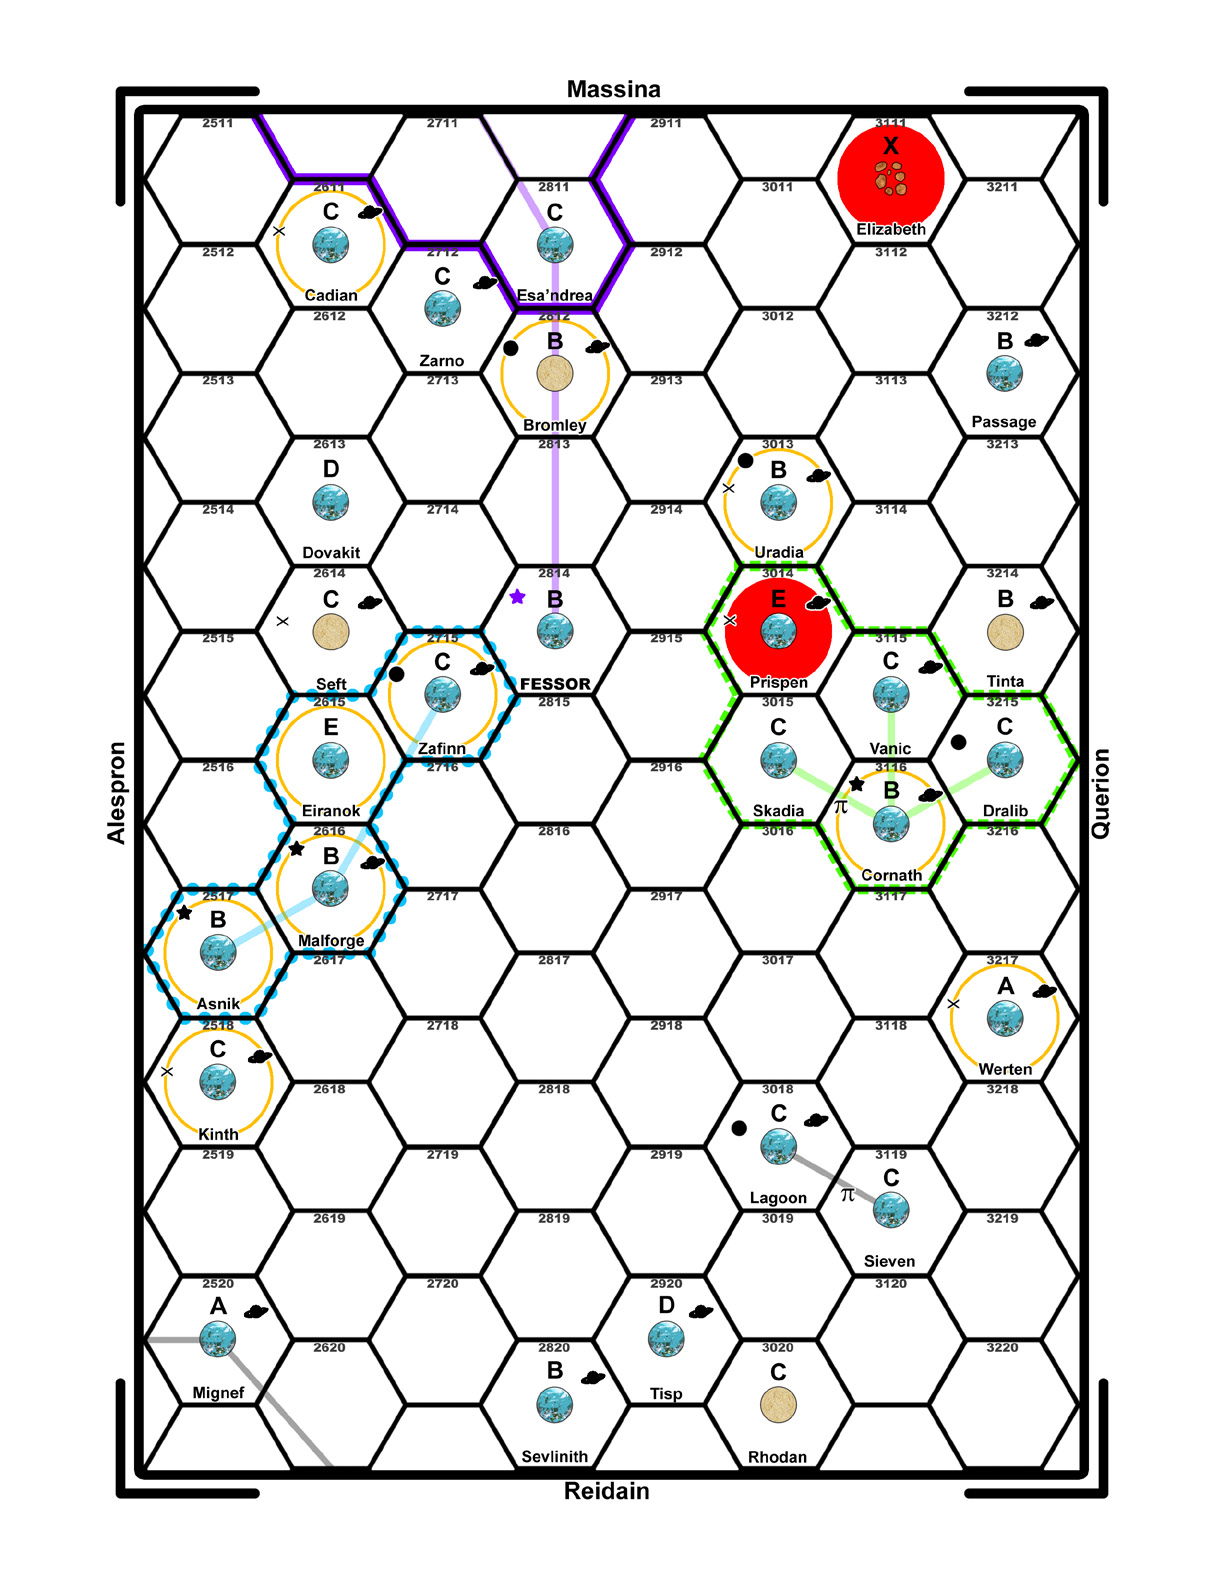 Massina
2511
2711
2911
3111
X
Elizabeth
2611
C
Cadian
2811
C
Esa'ndrea
3011
3211
2512
2712
C
Zarno
2912
3112
2612
2812
B
Bromley
3012
3212
B
Passage
2513
2713
2913
3113
2613
D
Dovakit
2813
3013
B
Uradia
3213
2514
2714
2914
3114
2614
C
Seft
2814
B
FESSOR
3014
E
Prispen
3214
B
Tinta
2515
2715
C
Zafinn
2915
3115
C
Vanic
2615
E
Eiranok
2815
3015
C
Skadia
3215
C
Dralib
2516
2716
2916
3116
π
B
Cornath
2616
B
Malforge
2816
3016
3216
Alespron
Querion
2517
B
Asnik
2717
2917
3117
2617
2817
3017
3217
A
Werten
2518
C
Kinth
2718
2918
3118
2618
2818
3018
C
Lagoon
3218
2519
2719
2919
3119
C
π
Sieven
2619
2819
3019
3219
2520
A
Mignef
2720
2920
D
Tisp
3120
2620
2820
B
Sevlinith
3020
C
Rhodan
3220
Reidain